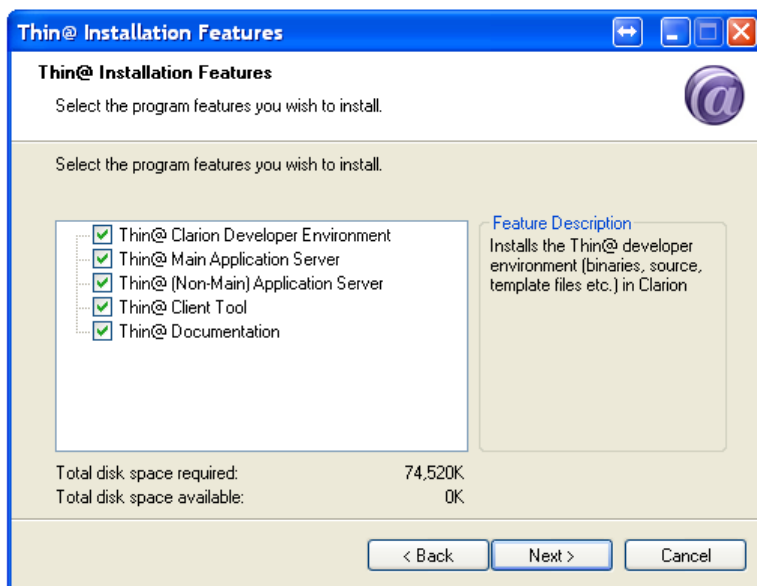 Thin@ Installation Features
Thin@ Installation Features
Select the program features you wish to install.
@
Select the program features you wish to install.
Thin@ Clarion Developer Environment
Thin@ Main Application Server
Thin@ (Non-Main) Application Server
Thin@ Client Tool
Thin@ Documentation
Feature Description
Installs the Thin@ developer
environment (binaries, source,
template files etc.) in Clarion
Total disk space required: 74,520K
Total disk space available: 0K
< Back
Next >
Cancel